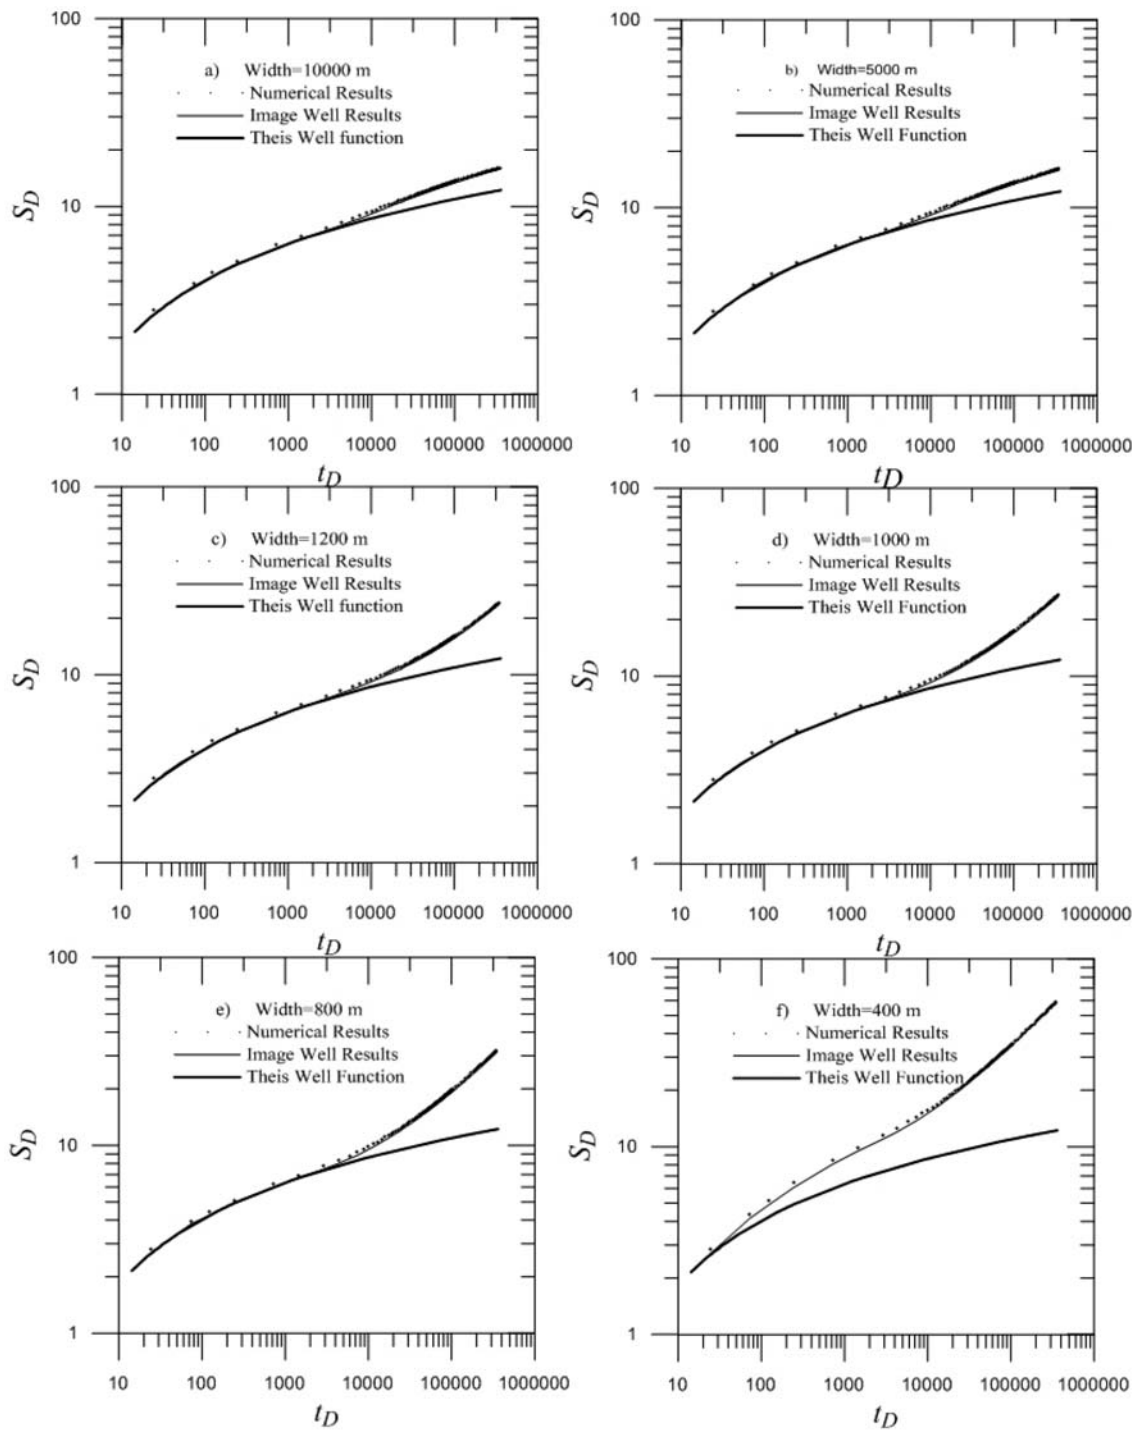 100
a) Width=10000 m
Numerical Results
Image Well Results
Theis Well function
S_D
10
1
10 100 1000 10000 100000 1000000
t_D
100
b) Width=5000 m
Numerical Results
Image Well Results
Theis Well Function
S_D
10
1
10 100 1000 10000 100000 1000000
t_D
100
c) Width=1200 m
Numerical Results
Image Well Results
Theis Well function
S_D
10
1
10 100 1000 10000 100000 1000000
t_D
100
d) Width=1000 m
Numerical Results
Image Well Results
Theis Well Function
S_D
10
1
10 100 1000 10000 100000 1000000
t_D
100
e) Width=800 m
Numerical Results
Image Well Results
Theis Well Function
S_D
10
1
10 100 1000 10000 100000 1000000
t_D
100
f) Width=400 m
Numerical Results
Image Well Results
Theis Well Function
S_D
10
1
10 100 1000 10000 100000 1000000
t_D